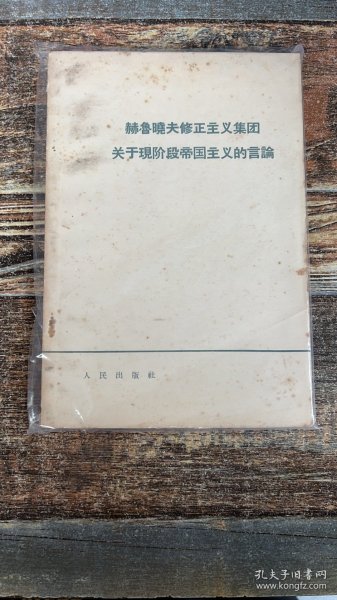 赫魯曉夫修正主义集团
关于現阶段帝国主义的言論
人民出版社
孔夫子旧书网
www.kongfz.com